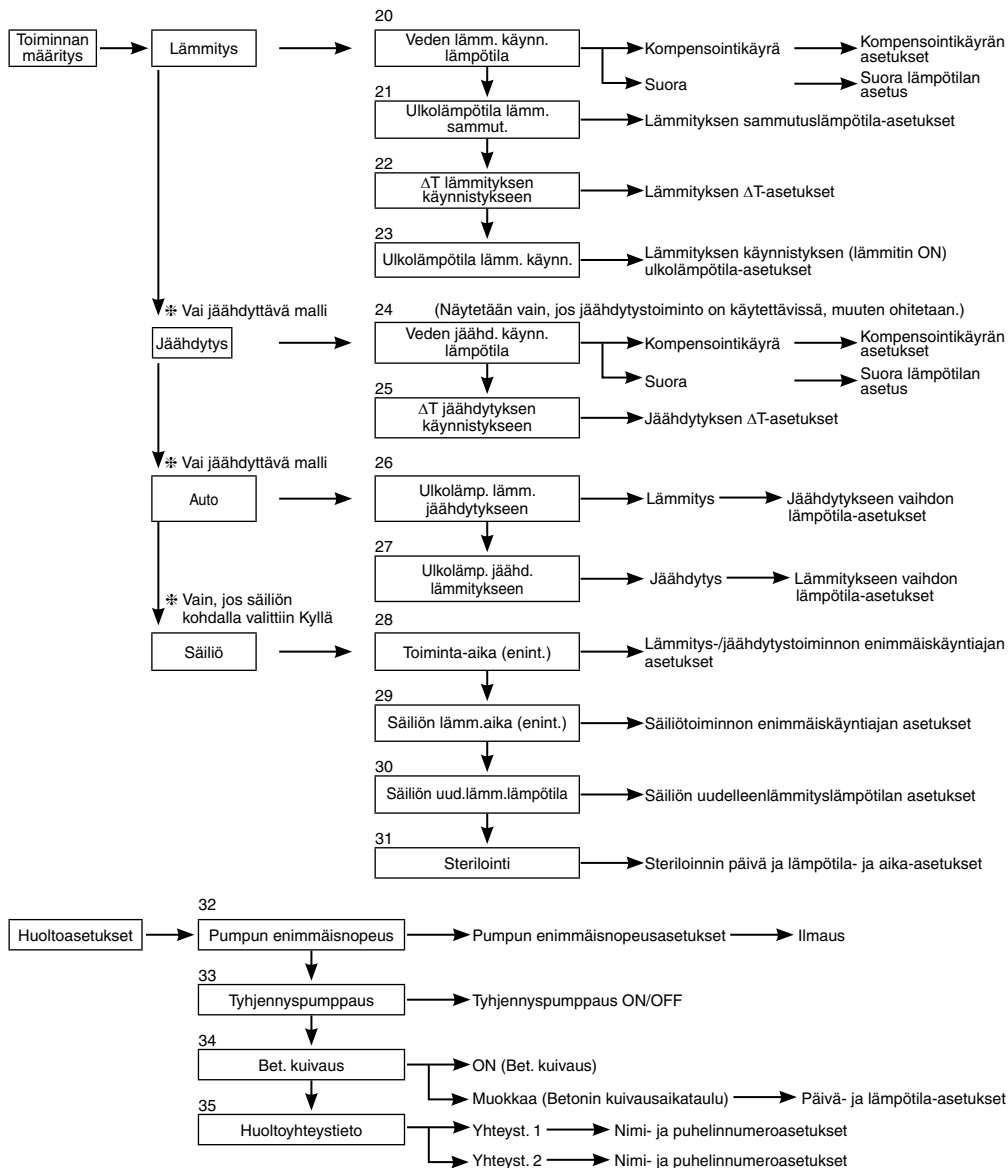 20
Toiminnan
määritys
Lämmitys
Veden lämm. käynn.
lämpötila
Kompensointikäyrä
Kompensointikäyrän
asetukset
Suora
Suora lämpötilan
asetus
21
Ulkolämpötila lämm.
sammut.
Lämmityksen sammutuslämpötila-asetukset
22
ΔT lämmityksen
käynnistykseen
Lämmityksen ΔT-asetukset
23
Ulkolämpötila lämm. käynn.
Lämmityksen käynnistyksen (lämmitin ON)
ulkolämpötila-asetukset
❉ Vai jäähdyttävä malli
24
(Näytetään vain, jos jäähdytystoiminto on käytettävissä, muuten ohitetaan.)
Jäähdytys
Veden jäähd. käynn.
lämpötila
Kompensointikäyrä
Kompensointikäyrän
asetukset
Suora
Suora lämpötilan
asetus
25
ΔT jäähdytyksen
käynnistykseen
Jäähdytyksen ΔT-asetukset
❉ Vai jäähdyttävä malli
26
Auto
Ulkolämp. lämm.
jäähdytykseen
Lämmitys
Jäähdytykseen vaihdon
lämpötila-asetukset
27
Ulkolämp. jäähd.
lämmitykseen
Jäähdytys
Lämmitykseen vaihdon
lämpötila-asetukset
❉ Vain, jos säiliön
kohdalla valittiin Kyllä
28
Säiliö
Toiminta-aika (enint.)
Lämmitys-/jäähdytystoiminnon enimmäiskäyntiajan
asetukset
29
Säiliön lämm.aika (enint.)
Säiliötoiminnon enimmäiskäyntiajan asetukset
30
Säiliön uud.lämm.lämpötila
Säiliön uudelleenlämmityslämpötilan asetukset
31
Sterilointi
Steriloinnin päivä ja lämpötila- ja aika-asetukset
32
Huoltoasetukset
Pumpun enimmäisnopeus
Pumpun enimmäisnopeusasetukset
Ilmaus
33
Tyhjennyspumppaus
Tyhjennyspumppaus ON/OFF
34
Bet. kuivaus
ON (Bet. kuivaus)
Muokkaa (Betonin kuivausaikataulu)
Päivä- ja lämpötila-asetukset
35
Huoltoyhteystieto
Yhteyst. 1
Nimi- ja puhelinnumeroasetukset
Yhteyst. 2
Nimi- ja puhelinnumeroasetukset